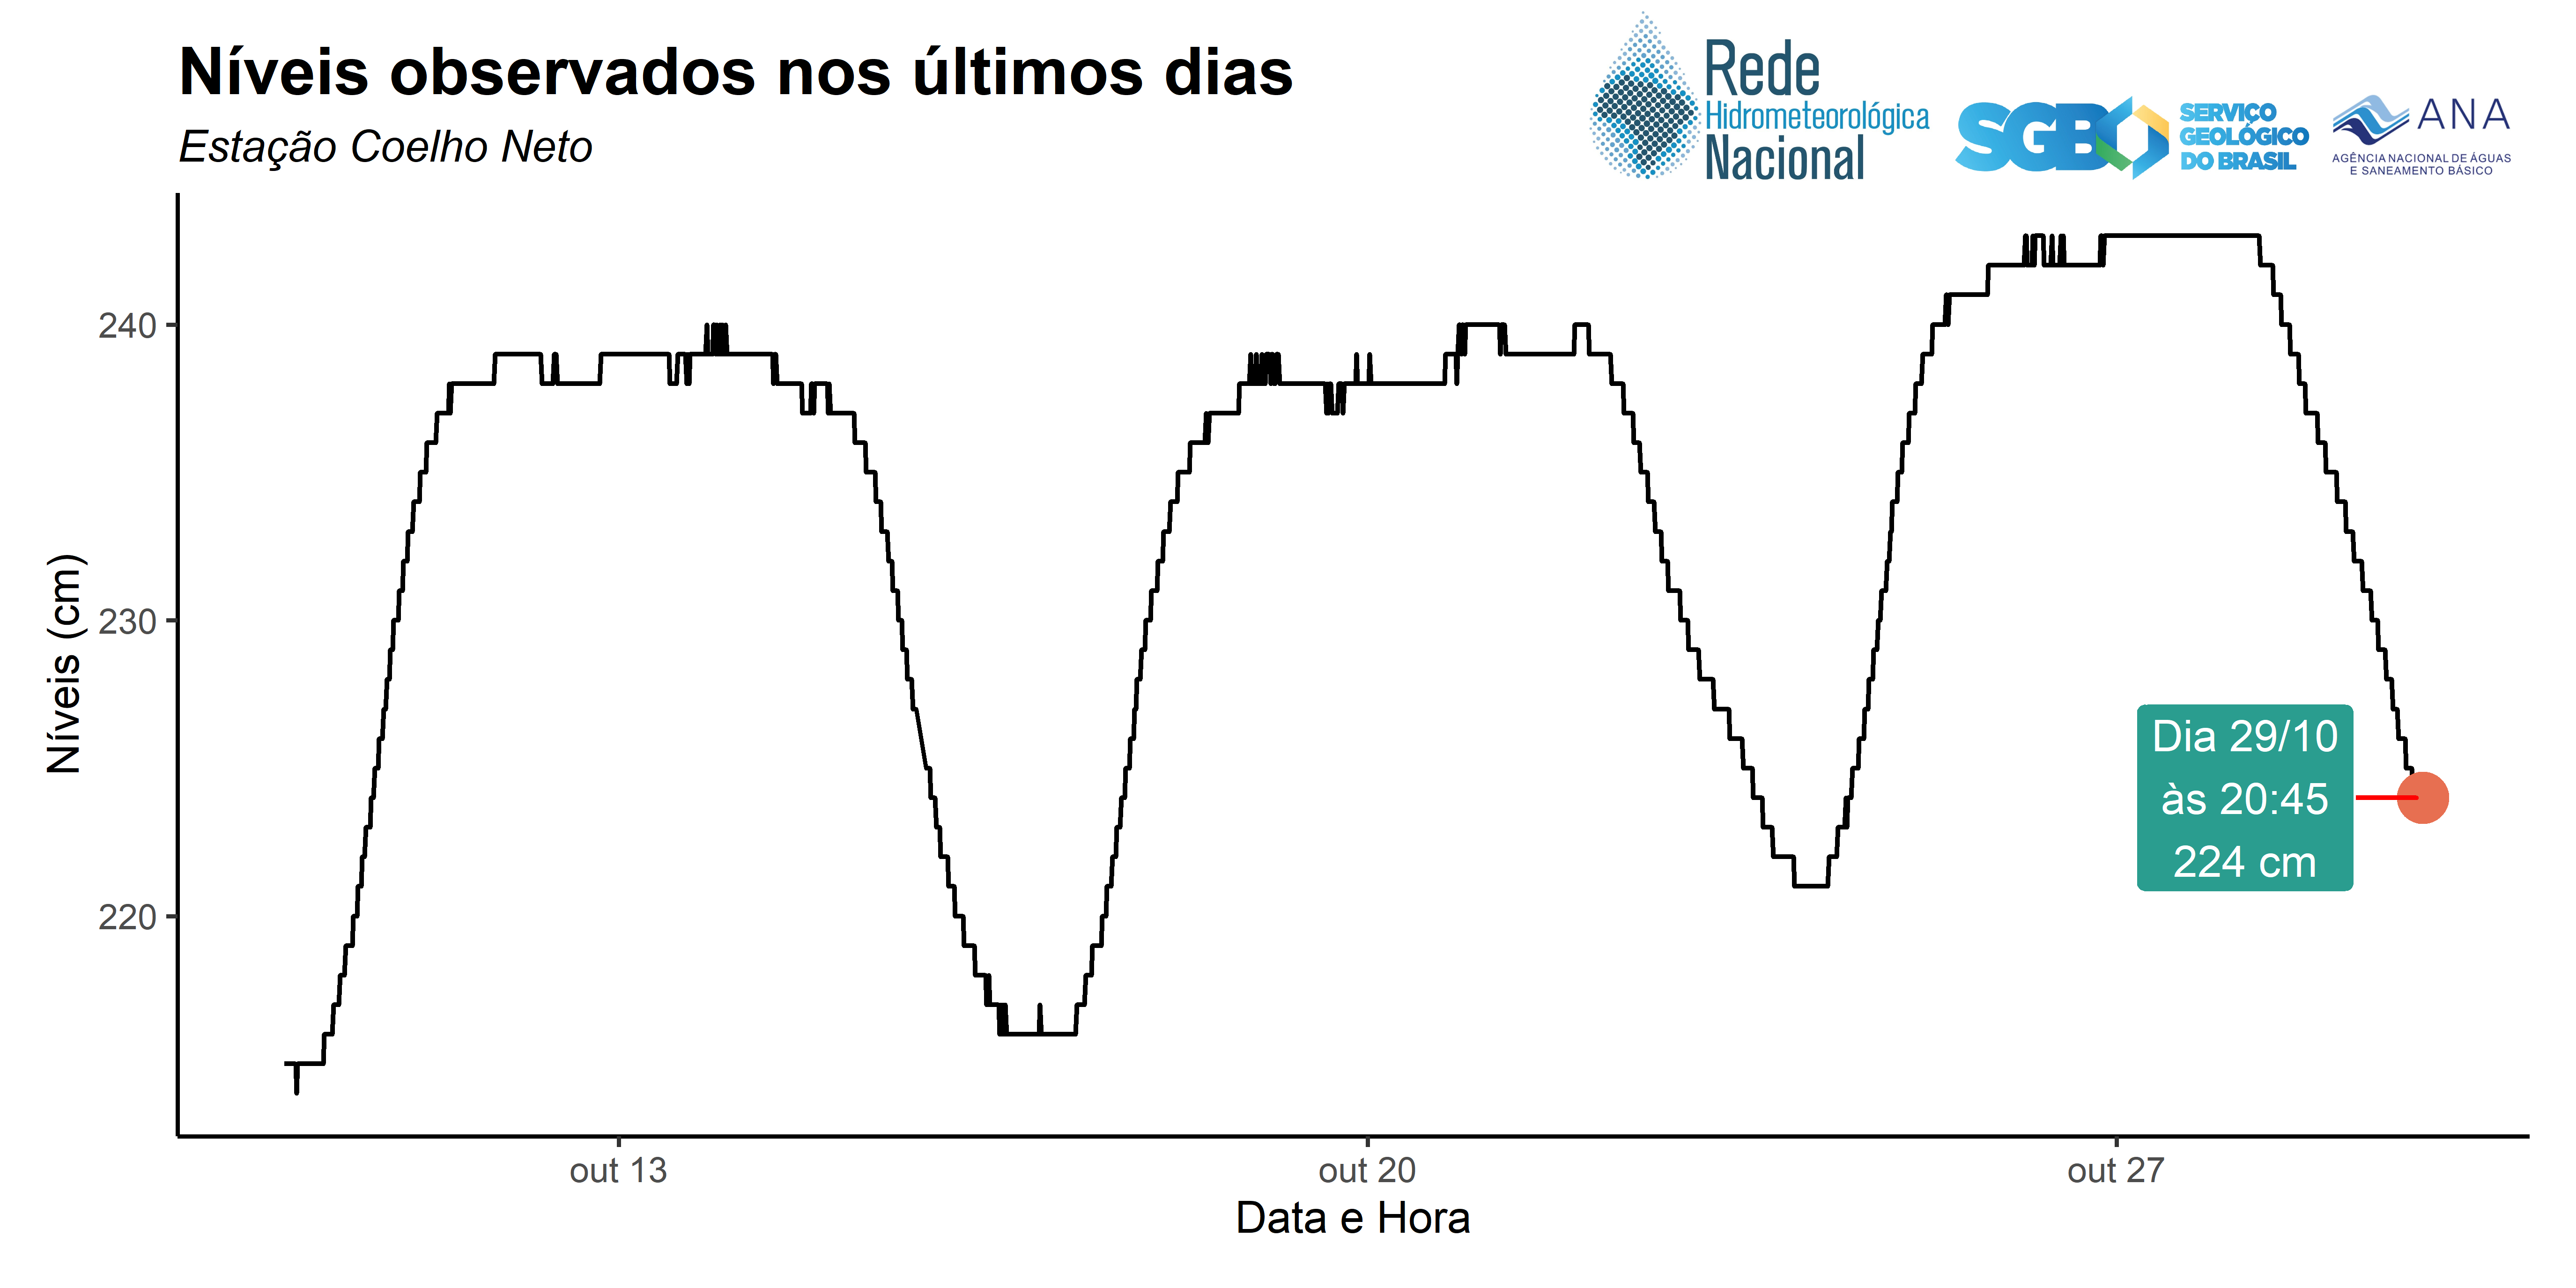 Níveis observados nos últimos dias
Estação Coelho Neto
Rede
Hidrometeorológica
Nacional
SGB
SERVIÇO
GEOLÓGICO
DO BRASIL
ANA
AGÊNCIA NACIONAL DE ÁGUAS
E SANEAMENTO BÁSICO
Níveis (cm)
240
230
220
Dia 29/10
às 20:45
224 cm
out 13
out 20
out 27
Data e Hora